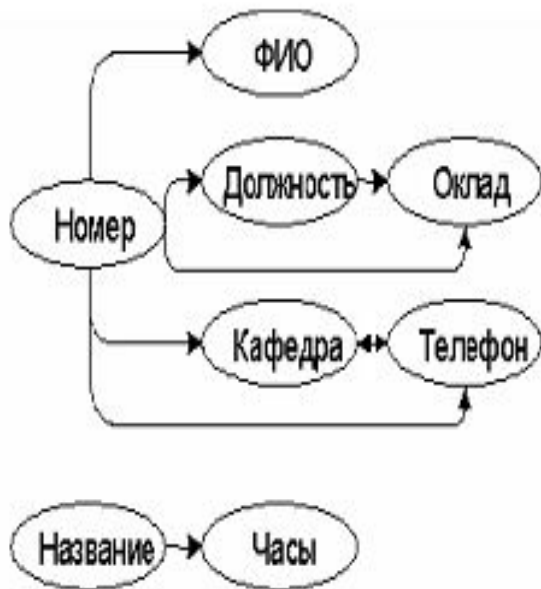 ФИО
Должность Оклад
Номер
Кафедра Телефон
Название Часы